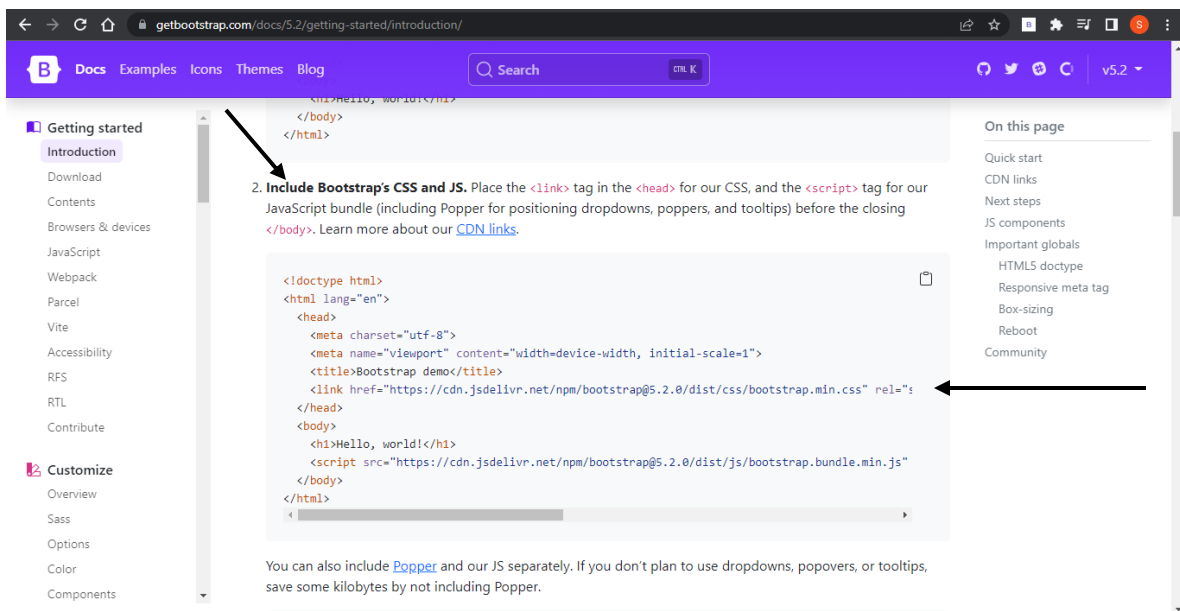 getbootstrap.com/docs/5.2/getting-started/introduction/
B
S
B
Docs Examples Icons Themes Blog
Search
CTRL K
v5.2
Getting started
Introduction
Download
Contents
Browsers & devices
JavaScript
Webpack
Parcel
Vite
Accessibility
RFS
RTL
Contribute
Customize
Overview
Sass
Options
Color
Components
<h1>Hello, world!</h1>
</body>
</html>
2. Include Bootstrap's CSS and JS. Place the <link> tag in the <head> for our CSS, and the <script> tag for our
JavaScript bundle (including Popper for positioning dropdowns, poppers, and tooltips) before the closing
</body>. Learn more about our CDN links.
<!doctype html>
<html lang="en">
<head>
<meta charset="utf-8">
<meta name="viewport" content="width=device-width, initial-scale=1">
<title>Bootstrap demo</title>
<link href="https://cdn.jsdelivr.net/npm/bootstrap@5.2.0/dist/css/bootstrap.min.css" rel="s
</head>
<body>
<h1>Hello, world!</h1>
<script src="https://cdn.jsdelivr.net/npm/bootstrap@5.2.0/dist/js/bootstrap.bundle.min.js"
</body>
</html>
You can also include Popper and our JS separately. If you don't plan to use dropdowns, popovers, or tooltips,
save some kilobytes by not including Popper.
On this page
Quick start
CDN links
Next steps
JS components
Important globals
HTML5 doctype
Responsive meta tag
Box-sizing
Reboot
Community